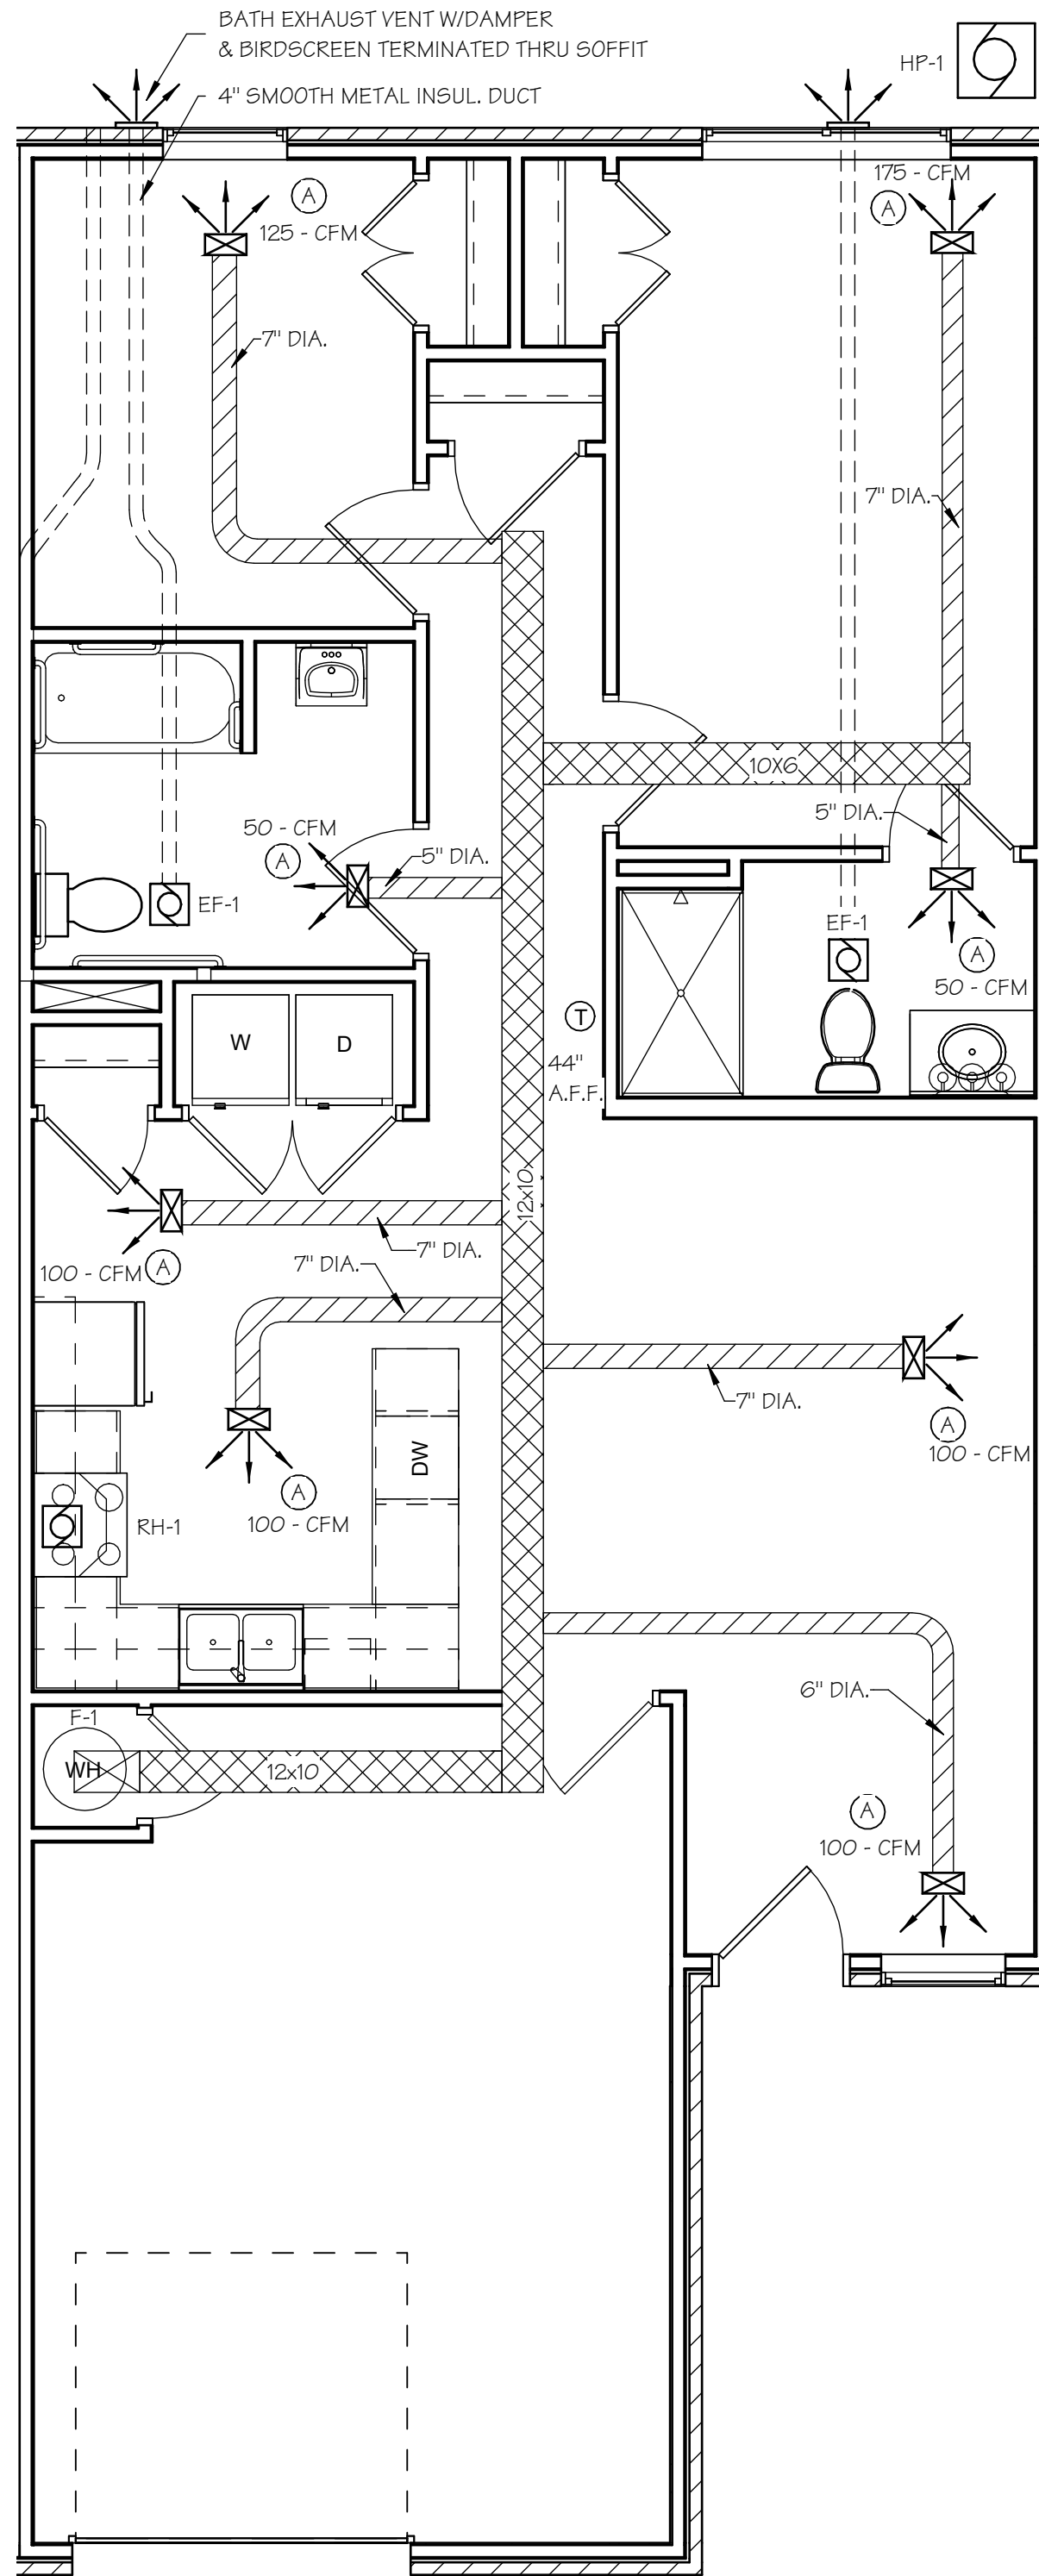 BATH EXHAUST VENT W/DAMPER
& BIRDSCREEN TERMINATED THRU SOFFIT
HP-1
4" SMOOTH METAL INSUL. DUCT
175 - CFM
A
A
125 - CFM
7" DIA.
7" DIA.
10X6
5" DIA.
50 - CFM
A
5" DIA.
EF-1
EF-1
A
50 - CFM
T
W
D
44"
A.F.F.
12x10
7" DIA.
7" DIA.
100 - CFM
A
7" DIA.
A
100 - CFM
DW
A
100 - CFM
RH-1
6" DIA.
F-1
WH
12x10
A
100 - CFM